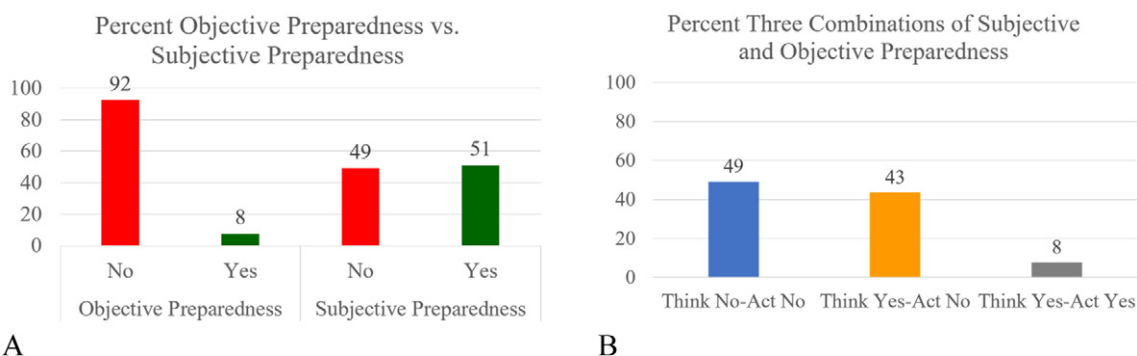 Percent Objective Preparedness vs.
Subjective Preparedness
100
80
60
40
20
0
92
8
49
51
No
Yes
No
Yes
Objective Preparedness
Subjective Preparedness
A
Percent Three Combinations of Subjective
and Objective Preparedness
100
80
60
40
20
0
49
43
8
Think No-Act No
Think Yes-Act No
Think Yes-Act Yes
B